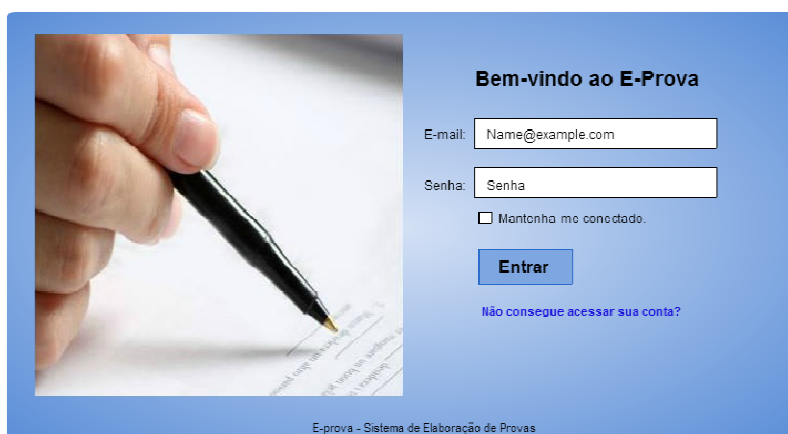 Bem-vindo ao E-Prova
E-mail: Name@example.com
Senha: Senha
Mantenha me conectado.
Entrar
Não consegue acessar sua conta?
E-prova - Sistema de Elaboração de Provas